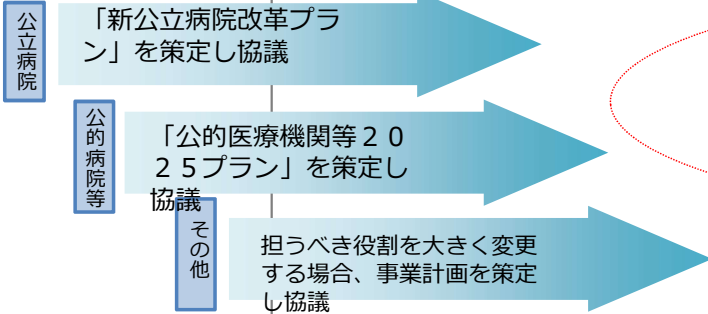 公立病院
「新公立病院改革プラ
ン」を策定し協議
公的病院等
「公的医療機関等２０
２５プラン」を策定し
協議
その他
担うべき役割を大きく変更
する場合、事業計画を策定
し協議